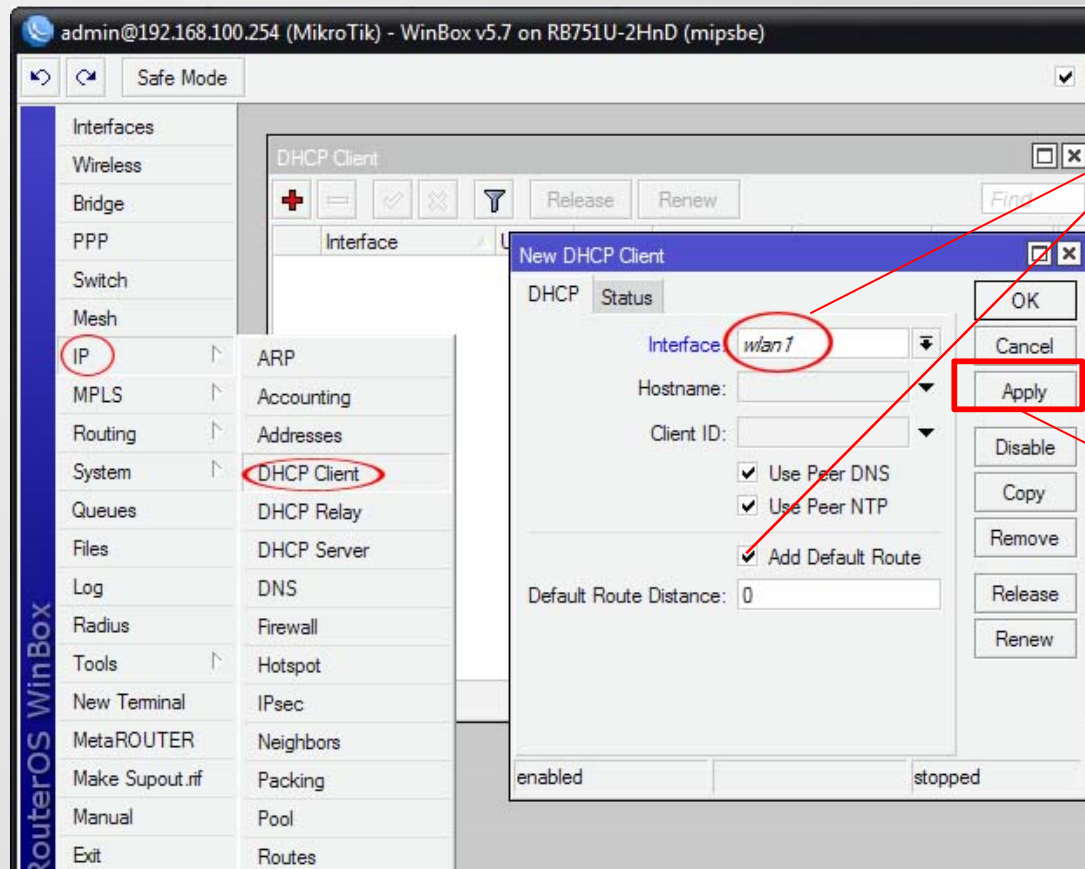 admin@192.168.100.254 (MikroTik) - WinBox v5.7 on RB751U-2HnD (mipsbe)
Safe Mode
RouterOS WinBox
Interfaces
Wireless
Bridge
PPP
Switch
Mesh
IP
MPLS
Routing
System
Queues
Files
Log
Radius
Tools
New Terminal
MetaROUTER
Make Supout.rif
Manual
Exit
ARP
Accounting
Addresses
DHCP Client
DHCP Relay
DHCP Server
DNS
Firewall
Hotspot
IPsec
Neighbors
Packing
Pool
Routes
DHCP Client
Release Renew Find
Interface
New DHCP Client
DHCP Status
Interface: wlan1
Hostname:
Client ID:
Use Peer DNS
Use Peer NTP
Add Default Route
Default Route Distance: 0
OK
Cancel
Apply
Disable
Copy
Remove
Release
Renew
enabled stopped